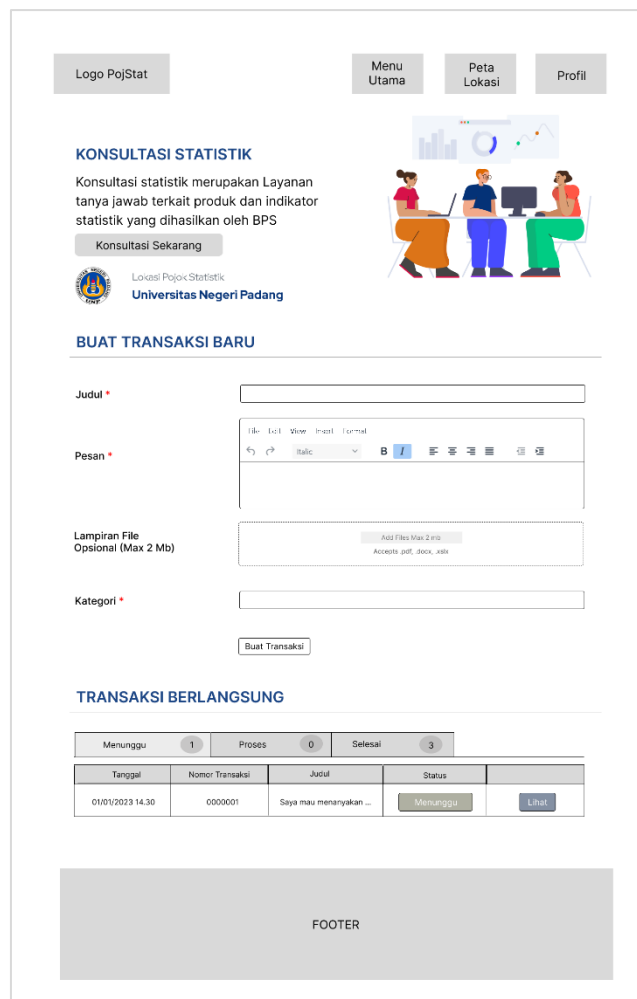 Logo PojStat
Menu
Utama
Peta
Lokasi
Profil
KONSULTASI STATISTIK
Konsultasi statistik merupakan Layanan
tanya jawab terkait produk dan indikator
statistik yang dihasilkan oleh BPS
Konsultasi Sekarang
Lokasi Pojok Statistik
Universitas Negeri Padang
BUAT TRANSAKSI BARU
Judul *
Pesan *
File Edit View Insert Format
Italic B I
Lampiran File
Opsional (Max 2 Mb)
Add Files Max 2 mb
Accepts .pdf, .docx, .xslx
Kategori *
Buat Transaksi
TRANSAKSI BERLANGSUNG
Menunggu 1 Proses 0 Selesai 3
Tanggal Nomor Transaksi Judul Status
01/01/2023 14.30 0000001 Saya mau menanyakan ... Menunggu Lihat
FOOTER